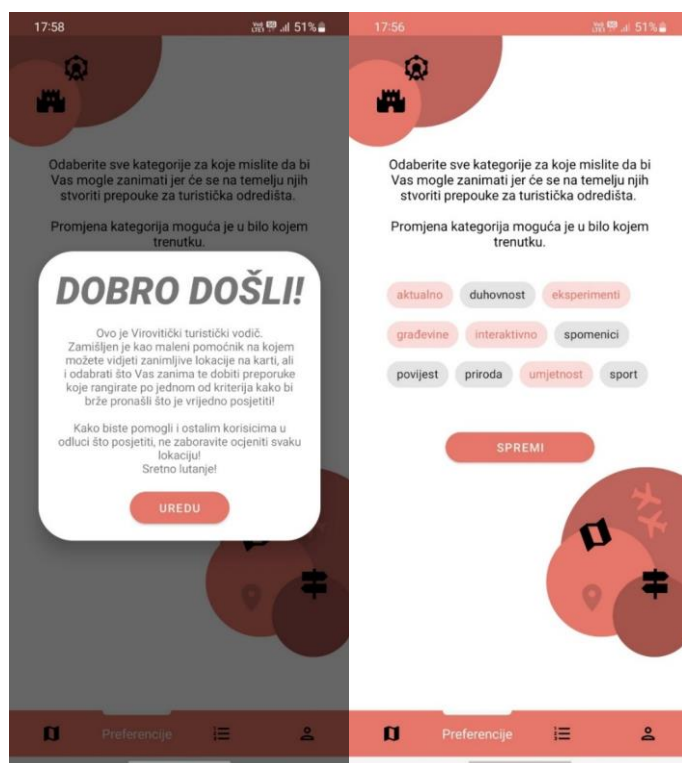 17:58
51%
Odaberite sve kategorije za koje mislite da bi
Vas mogle zanimati jer će se na temelju njih
stvoriti prepouke za turistička odredišta.
Promjena kategorija moguća je u bilo kojem
trenutku.
DOBRO DOŠLI!
Ovo je Virovitički turistički vodič.
Zamišljen je kao maleni pomoćnik na kojem
možete vidjeti zanimljive lokacije na karti, ali
i odabrati što Vas zanima te dobiti preporuke
koje rangirate po jednom od kriterija kako bi
brže pronašli što je vrijedno posjetiti!
Kako biste pomogli i ostalim korisicima u
odluci što posjetiti, ne zaboravite ocjeniti svaku
lokaciju!
Sretno lutanje!
UREDU
Preferencije
17:56
51%
Odaberite sve kategorije za koje mislite da bi
Vas mogle zanimati jer će se na temelju njih
stvoriti prepouke za turistička odredišta.
Promjena kategorija moguća je u bilo kojem
trenutku.
aktualno duhovnost eksperimenti
građevine interaktivno spomenici
povijest priroda umjetnost sport
SPREMI
Preferencije